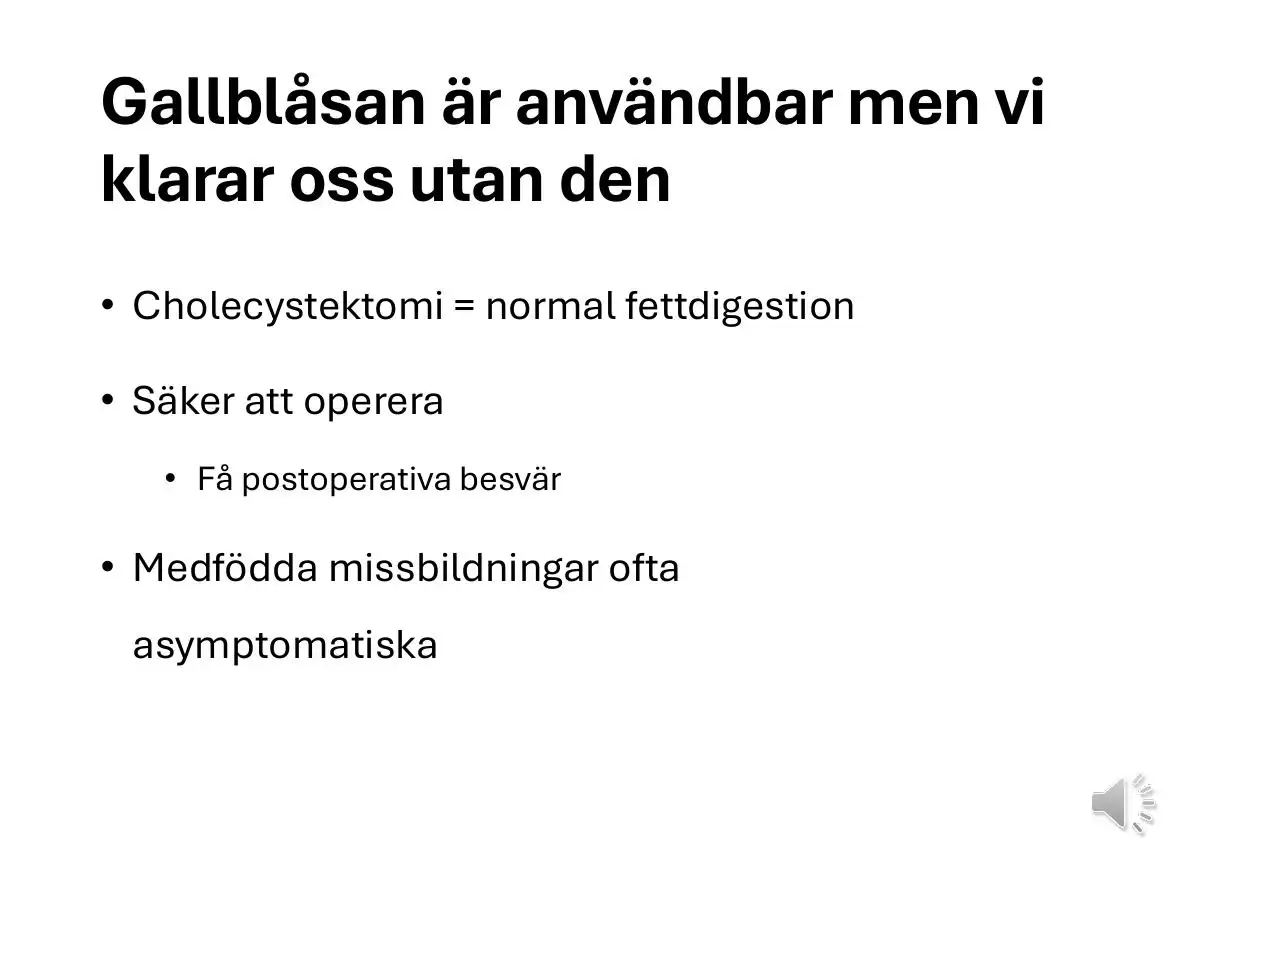 Gallblåsan är användbar men vi
klarar oss utan den
• Cholecystektomi = normal fettdigestion
• Säker att operera
• Få postoperativa besvär
• Medfödda missbildningar ofta
asymptomatiska